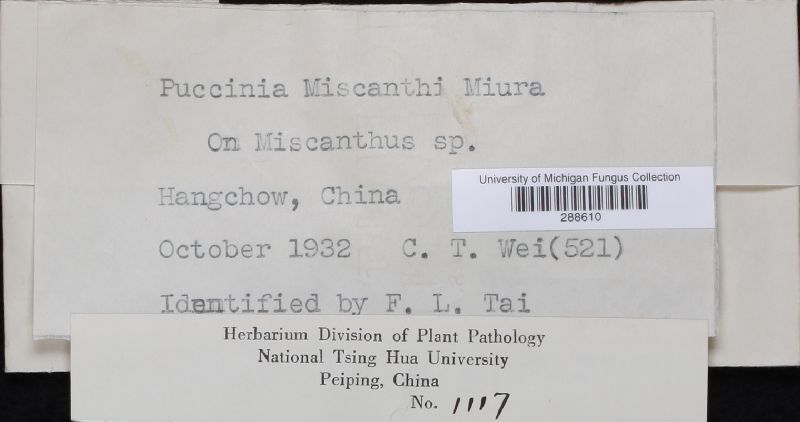 Puccinia Miscanthi Miura
On Miscanthus sp.
Hangchow, China
October 1932 C. T. Wei(521)
Identified by F. L. Tai
University of Michigan Fungus Collection
288610
Herbarium Division of Plant Pathology
National Tsing Hua University
Peiping, China
No. 1117